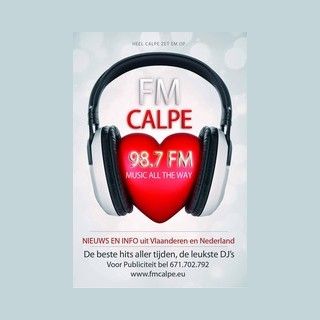 HEEL CALPE ZET EM OP
FM
CALPE
98.7 FM
MUSIC ALL THE WAY
NIEUWS EN INFO uit Vlaanderen en Nederland
De beste hits aller tijden, de leukste DJ's
Voor Publiciteit bel 671.702.792
www.fmcalpe.eu